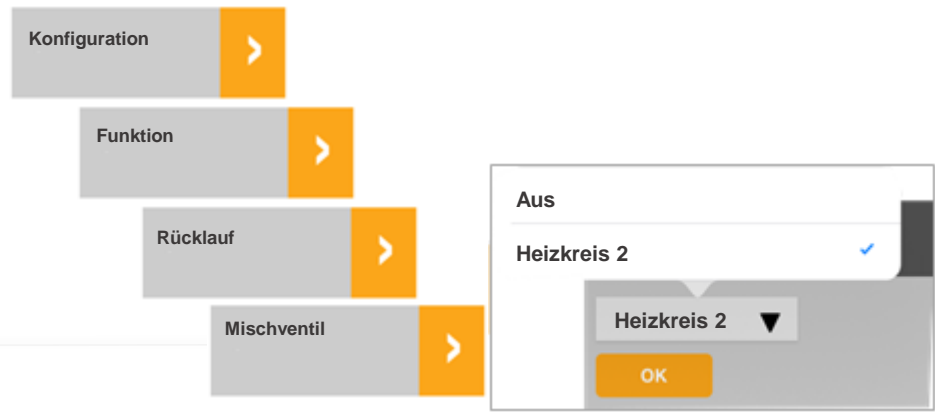 Konfiguration
Funktion
Rücklauf
Mischventil
Aus
Heizkreis 2
Heizkreis 2
OK